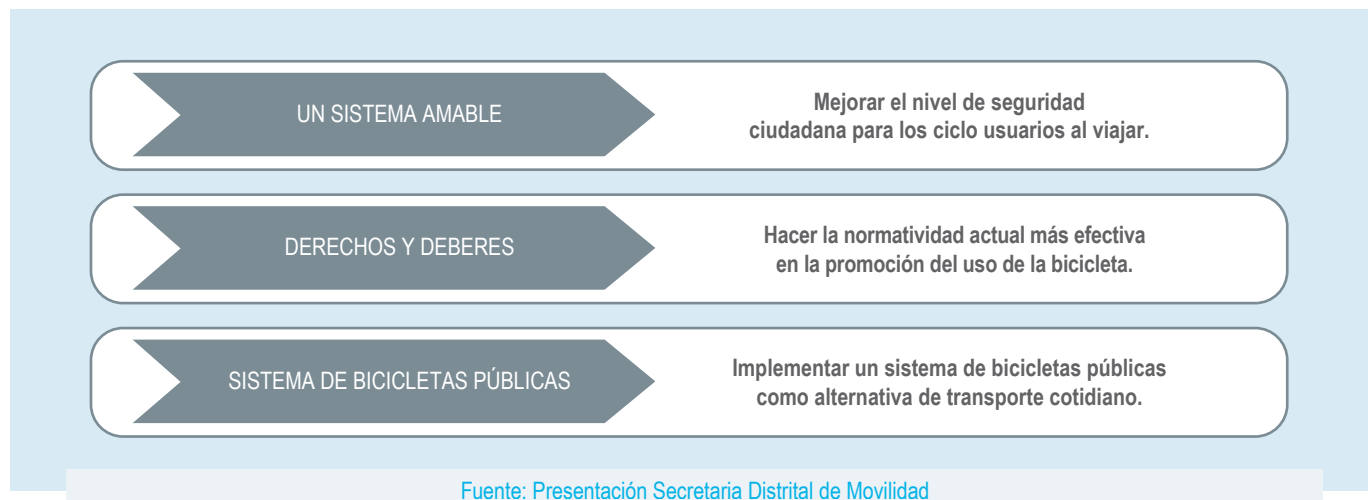 UN SISTEMA AMABLE
Mejorar el nivel de seguridad
ciudadana para los ciclo usuarios al viajar.
DERECHOS Y DEBERES
Hacer la normatividad actual más efectiva
en la promoción del uso de la bicicleta.
SISTEMA DE BICICLETAS PÚBLICAS
Implementar un sistema de bicicletas públicas
como alternativa de transporte cotidiano.
Fuente: Presentación Secretaria Distrital de Movilidad